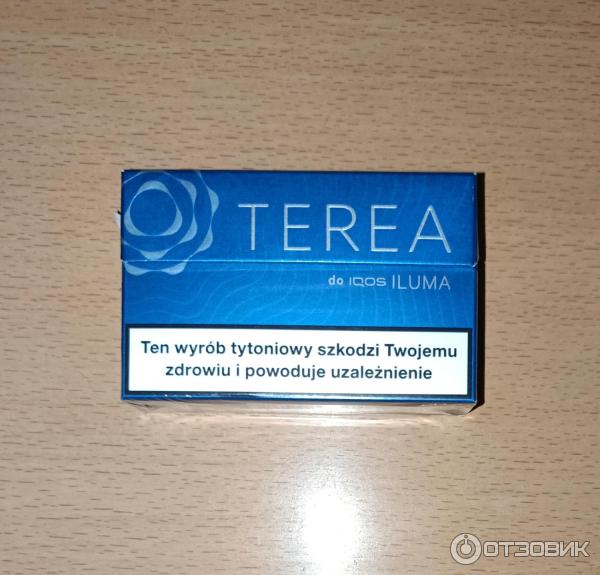 TEREA
do IQOS ILUMA
Ten wyrób tytoniowy szkodzi Twojemu
zdrowiu i powoduje uzależnienie
ОТЗОВИК